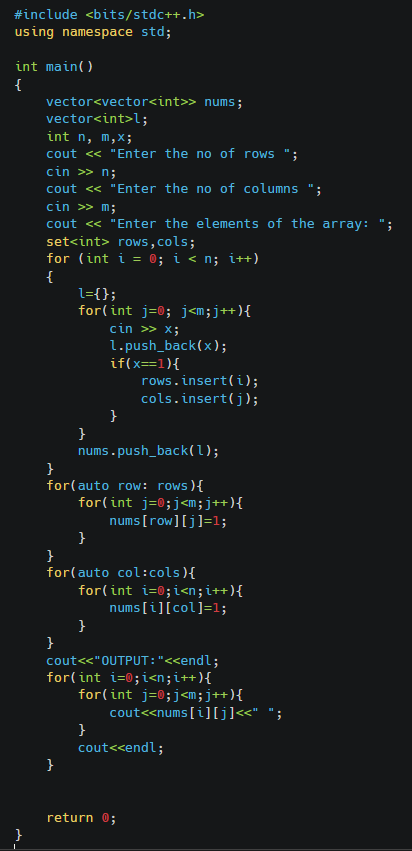 #include <bits/stdc++.h>
using namespace std;

int main()
{
    vector<vector<int>> nums;
    vector<int>l;
    int n, m,x;
    cout << "Enter the no of rows ";
    cin >> n;
    cout << "Enter the no of columns ";
    cin >> m;
    cout << "Enter the elements of the array: ";
    set<int> rows,cols;
    for (int i = 0; i < n; i++)
    {
        l={};
        for(int j=0; j<m;j++){
            cin >> x;
            l.push_back(x);
            if(x==1){
                rows.insert(i);
                cols.insert(j);
            }
        }
        nums.push_back(l);
    }
    for(auto row: rows){
        for(int j=0;j<m;j++){
            nums[row][j]=1;
        }
    }
    for(auto col:cols){
        for(int i=0;i<n;i++){
            nums[i][col]=1;
        }
    }
    cout<<"OUTPUT:"<<endl;
    for(int i=0;i<n;i++){
        for(int j=0;j<m;j++){
            cout<<nums[i][j]<<" ";
        }
        cout<<endl;
    }


    return 0;
}